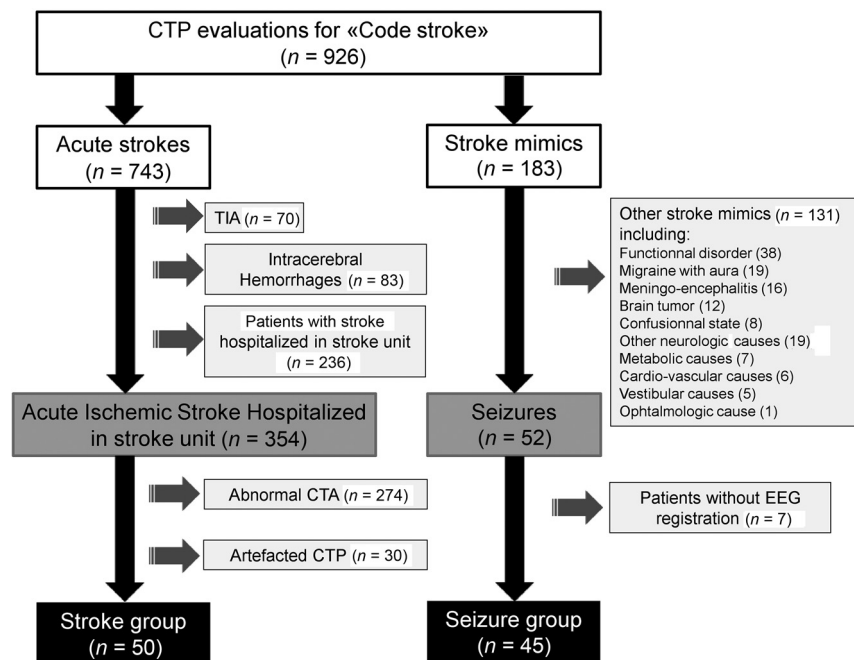 CTP evaluations for «Code stroke»
(n = 926)
Acute strokes
(n = 743)
Stroke mimics
(n = 183)
TIA (n = 70)
Intracerebral
Hemorrhages (n = 83)
Patients with stroke
hospitalized in stroke unit
(n = 236)
Other stroke mimics (n = 131)
including:
Functionnal disorder (38)
Migraine with aura (19)
Meningo-encephalitis (16)
Brain tumor (12)
Confusionnal state (8)
Other neurologic causes (19)
Metabolic causes (7)
Cardio-vascular causes (6)
Vestibular causes (5)
Ophtalmologic cause (1)
Acute Ischemic Stroke Hospitalized
in stroke unit (n = 354)
Seizures
(n = 52)
Abnormal CTA (n = 274)
Artefacted CTP (n = 30)
Patients without EEG
registration (n = 7)
Stroke group
(n = 50)
Seizure group
(n = 45)